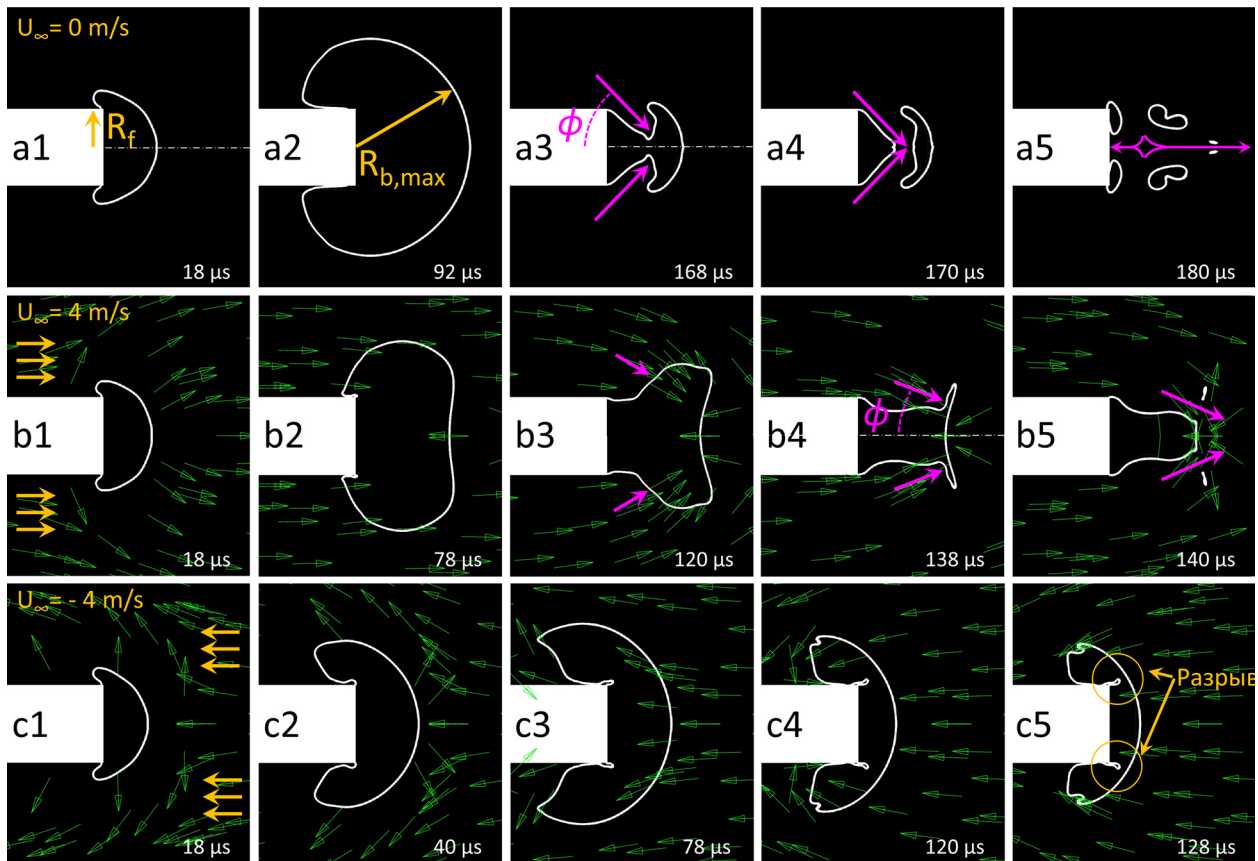 U∞= 0 m/s
a1
Rf
18 µs
a2
Rb,max
92 µs
a3
ϕ
168 µs
a4
170 µs
a5
180 µs
U∞= 4 m/s
b1
18 µs
b2
78 µs
b3
120 µs
b4
ϕ
138 µs
b5
140 µs
U∞= - 4 m/s
c1
18 µs
c2
40 µs
c3
78 µs
c4
120 µs
c5
Разрыв
128 µs